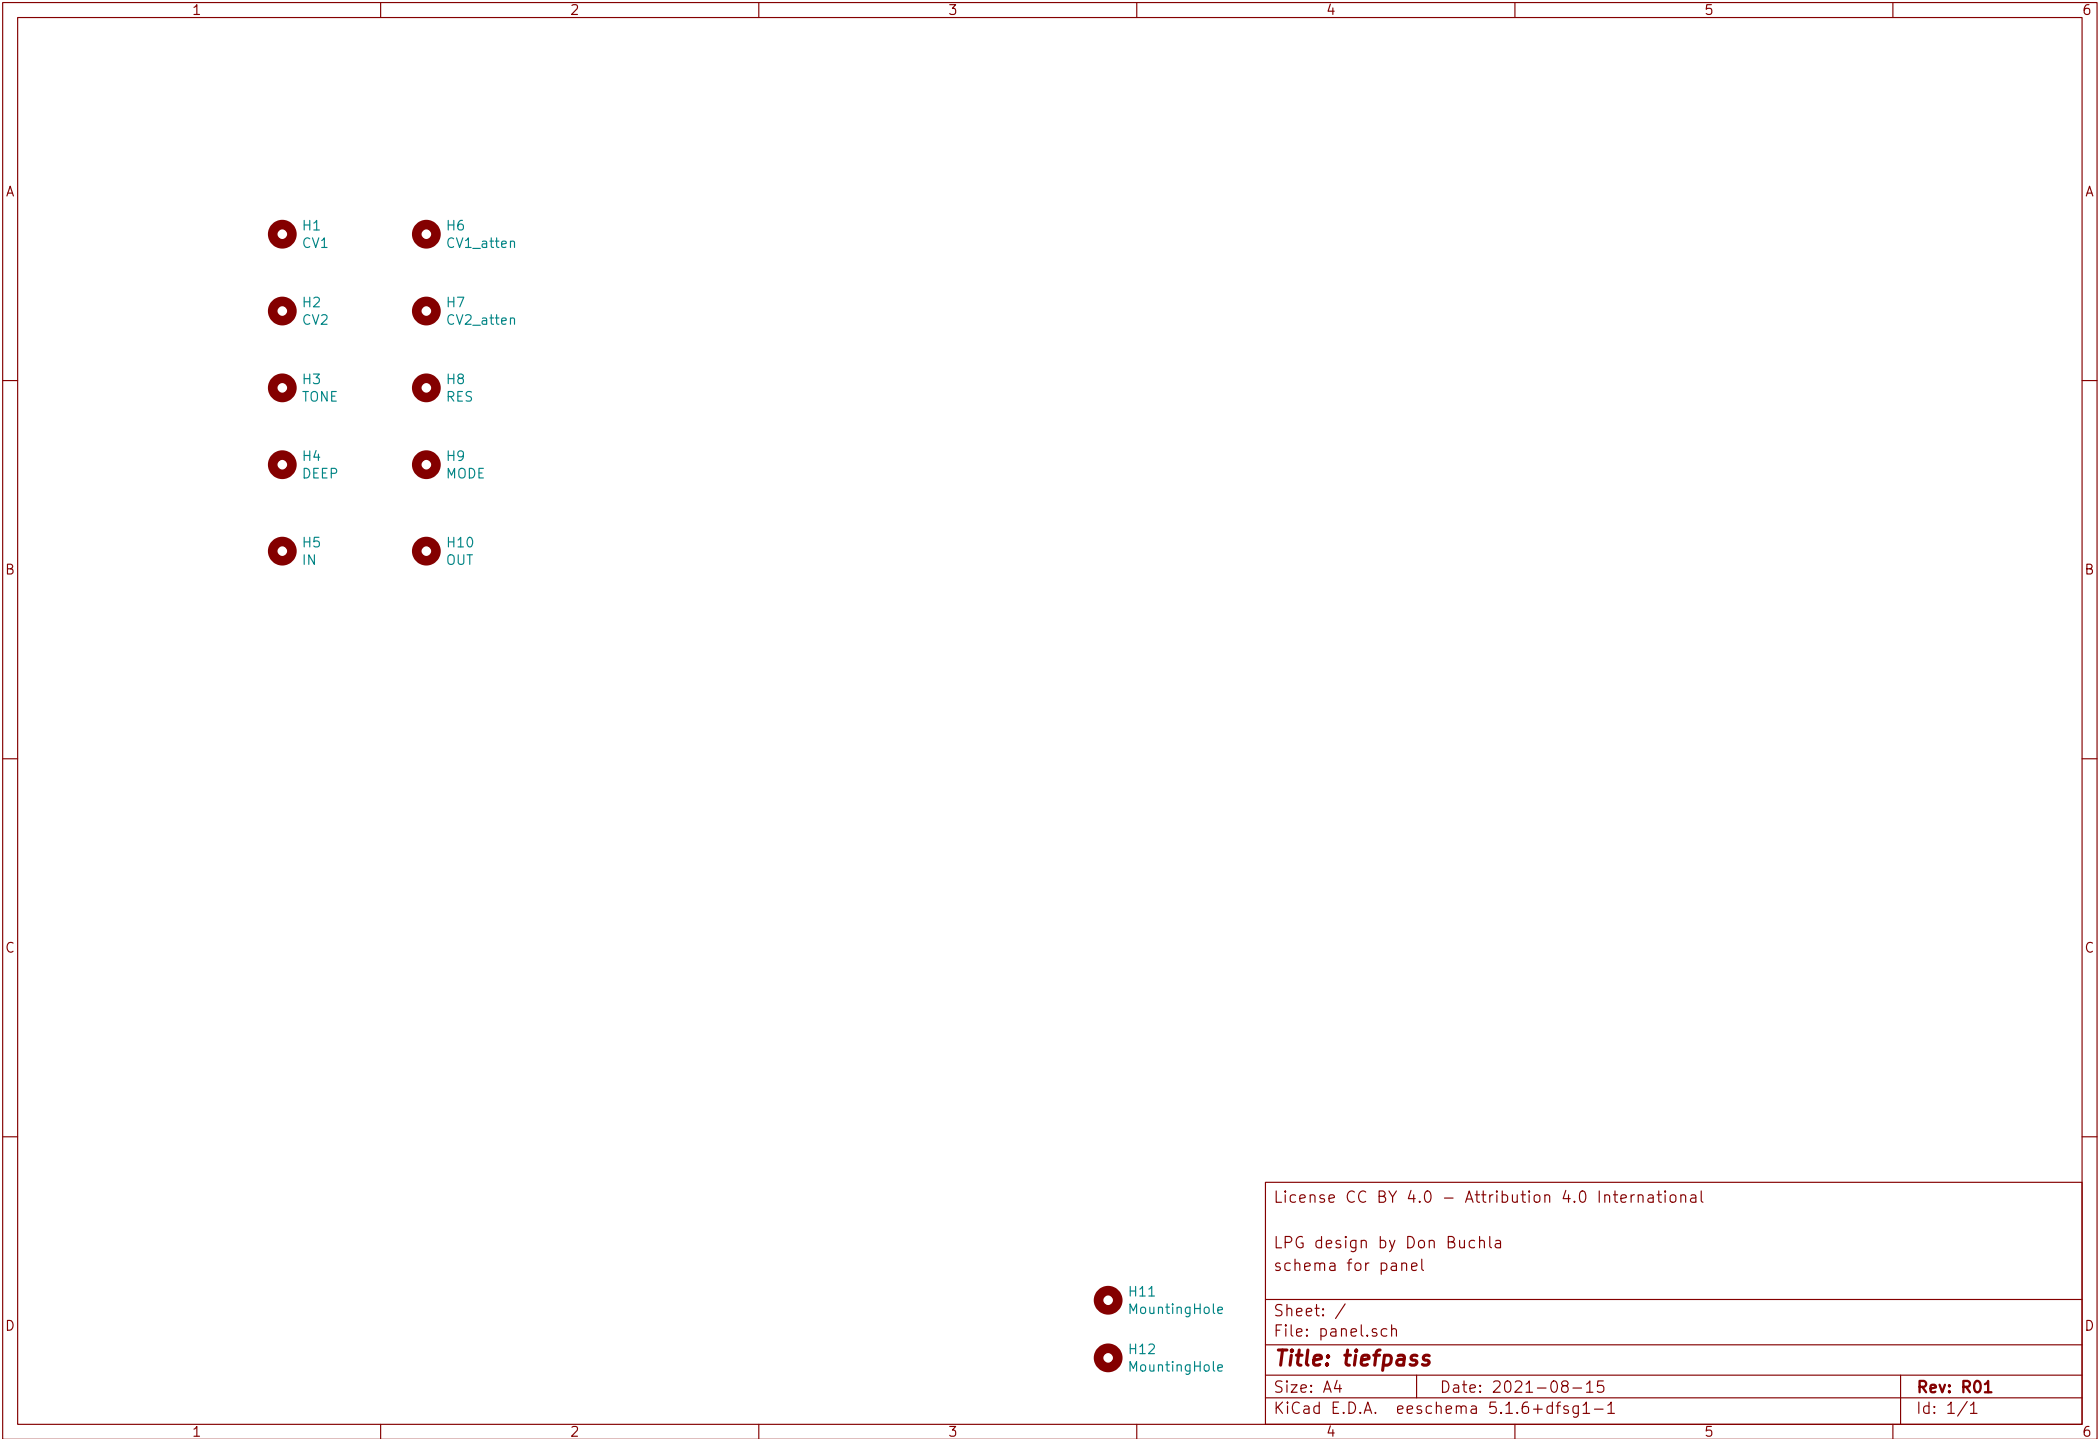 1 2 3 4 5 6
A A
H1 H6
CV1 CV1_atten
H2 H7
CV2 CV2_atten
H3 H8
TONE RES
H4 H9
DEEP MODE
H5 H10
IN OUT
B B
C C
License CC BY 4.0 - Attribution 4.0 International
LPG design by Don Buchla
schema for panel
H11
MountingHole
Sheet: /
File: panel.sch
D D
H12
MountingHole
Title: tiefpass
Size: A4 Date: 2021-08-15 Rev: R01
KiCad E.D.A. eeschema 5.1.6+dfsg1-1 Id: 1/1
1 2 3 4 5 6